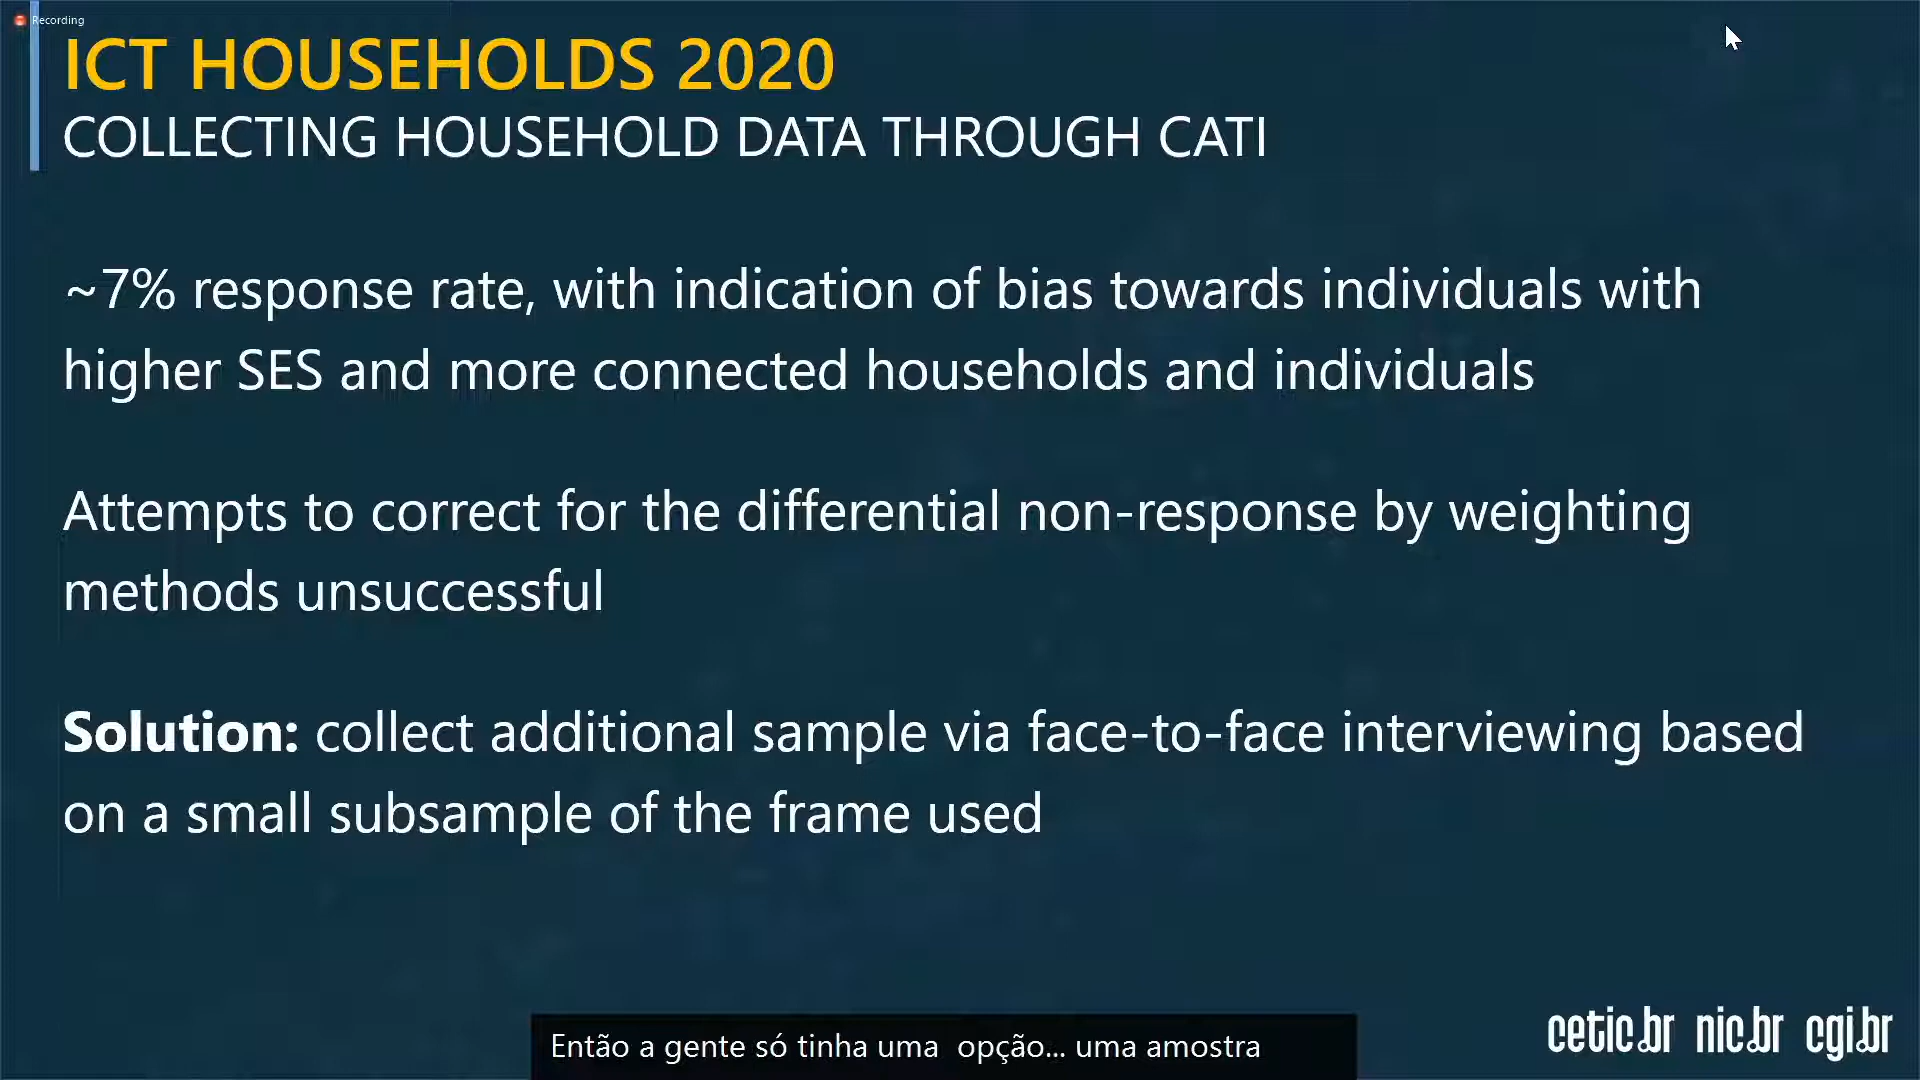 Recording
ICT HOUSEHOLDS 2020
COLLECTING HOUSEHOLD DATA THROUGH CATI
~7% response rate, with indication of bias towards individuals with
higher SES and more connected households and individuals
Attempts to correct for the differential non-response by weighting
methods unsuccessful
Solution: collect additional sample via face-to-face interviewing based
on a small subsample of the frame used
cetic.br nic.br cgi.br
Então a gente só tinha uma  opção... uma amostra